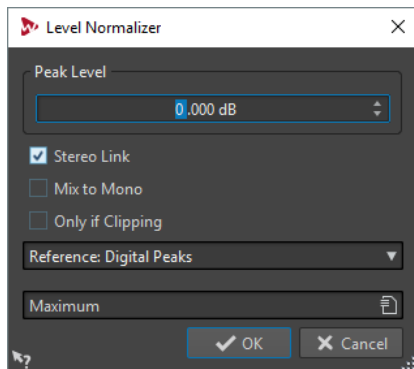 Level Normalizer
Peak Level
0.000 dB
Stereo Link
Mix to Mono
Only if Clipping
Reference: Digital Peaks
Maximum
OK
Cancel
?